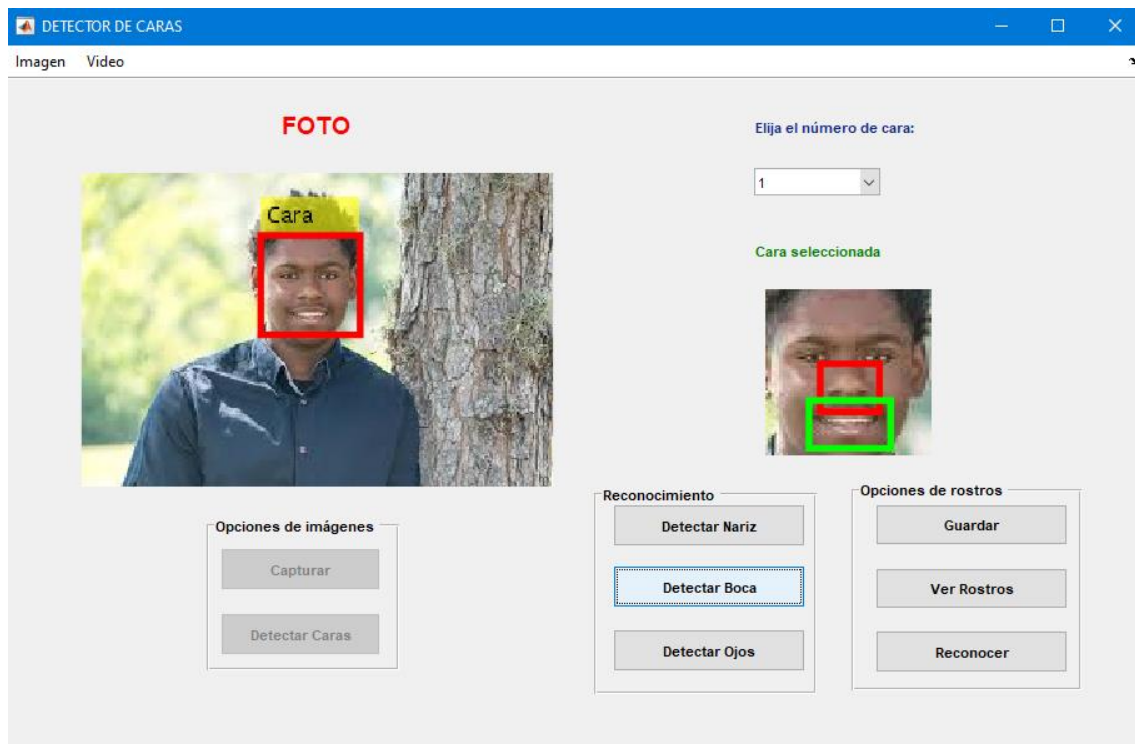 DETECTOR DE CARAS
Imagen Video
FOTO
Cara
Elija el número de cara:
1
Cara seleccionada
Opciones de imágenes
Capturar
Detectar Caras
Reconocimiento
Detectar Nariz
Detectar Boca
Detectar Ojos
Opciones de rostros
Guardar
Ver Rostros
Reconocer